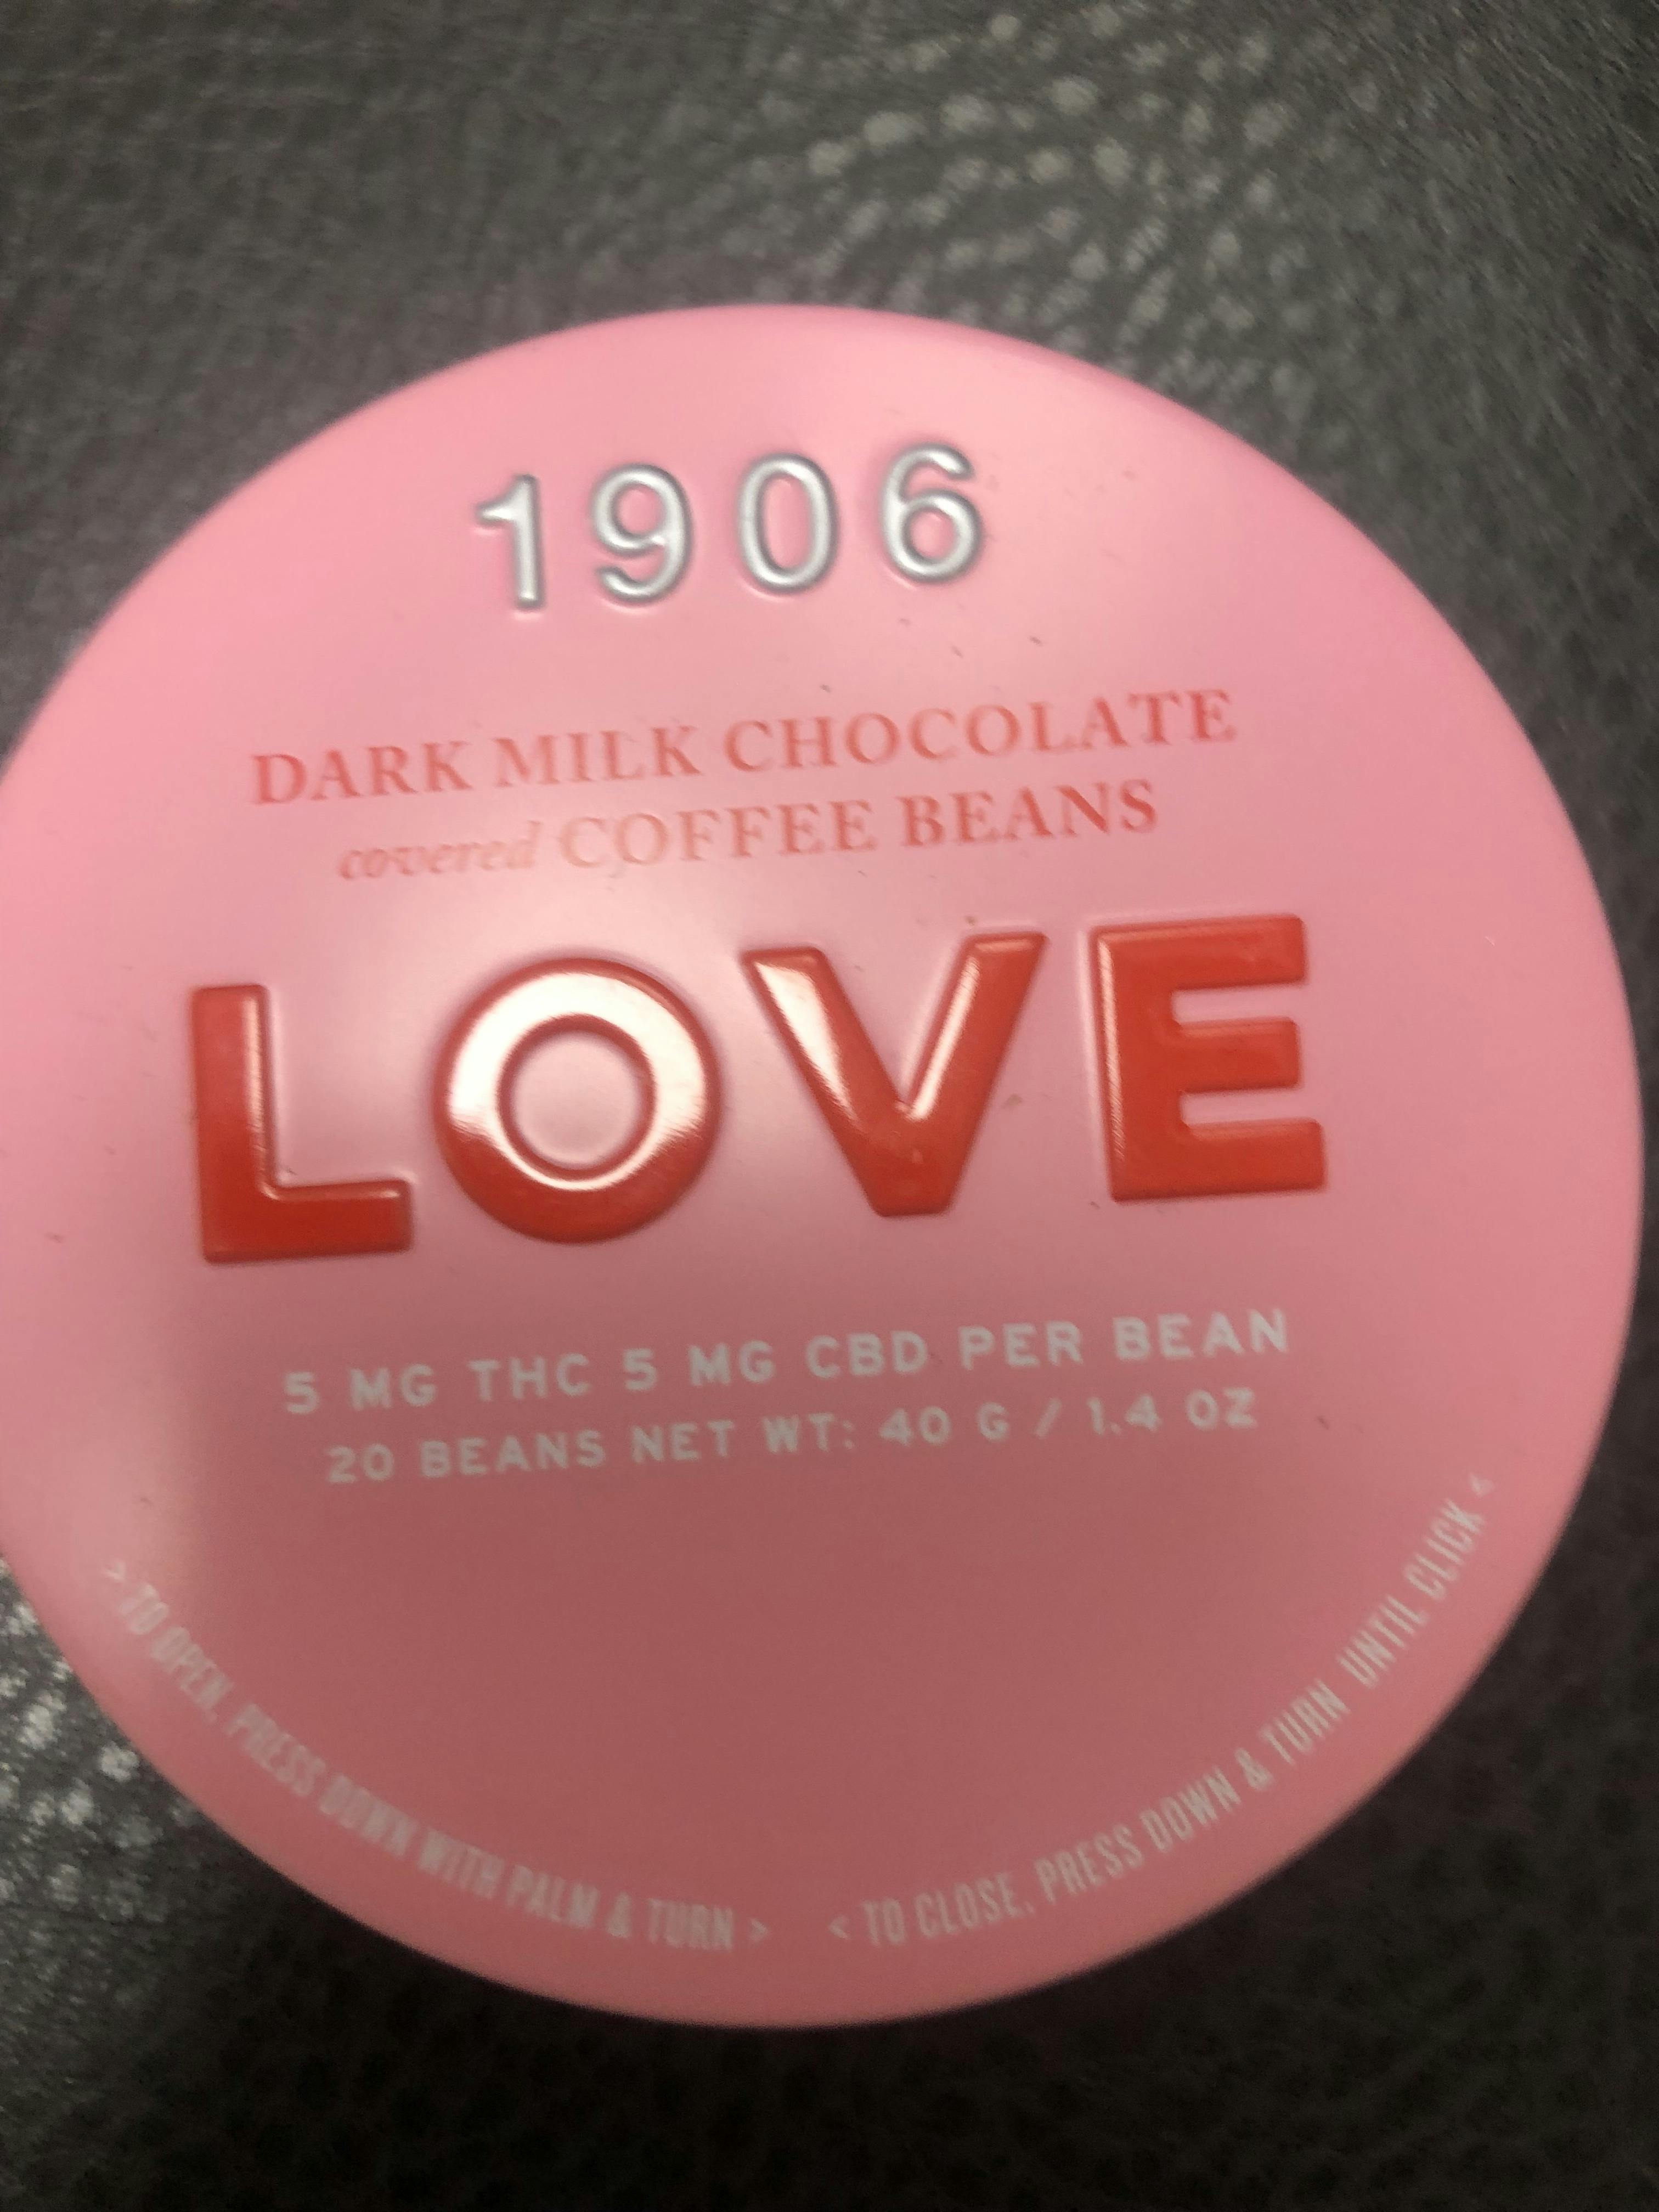 1906
DARK MILK CHOCOLATE
covered COFFEE BEANS
LOVE
5 MG THC 5 MG CBD PER BEAN
20 BEANS NET WT: 40 G / 1.4 OZ
> TO OPEN, PRESS DOWN WITH PALM & TURN >
< TO CLOSE, PRESS DOWN & TURN UNTIL CLICK <